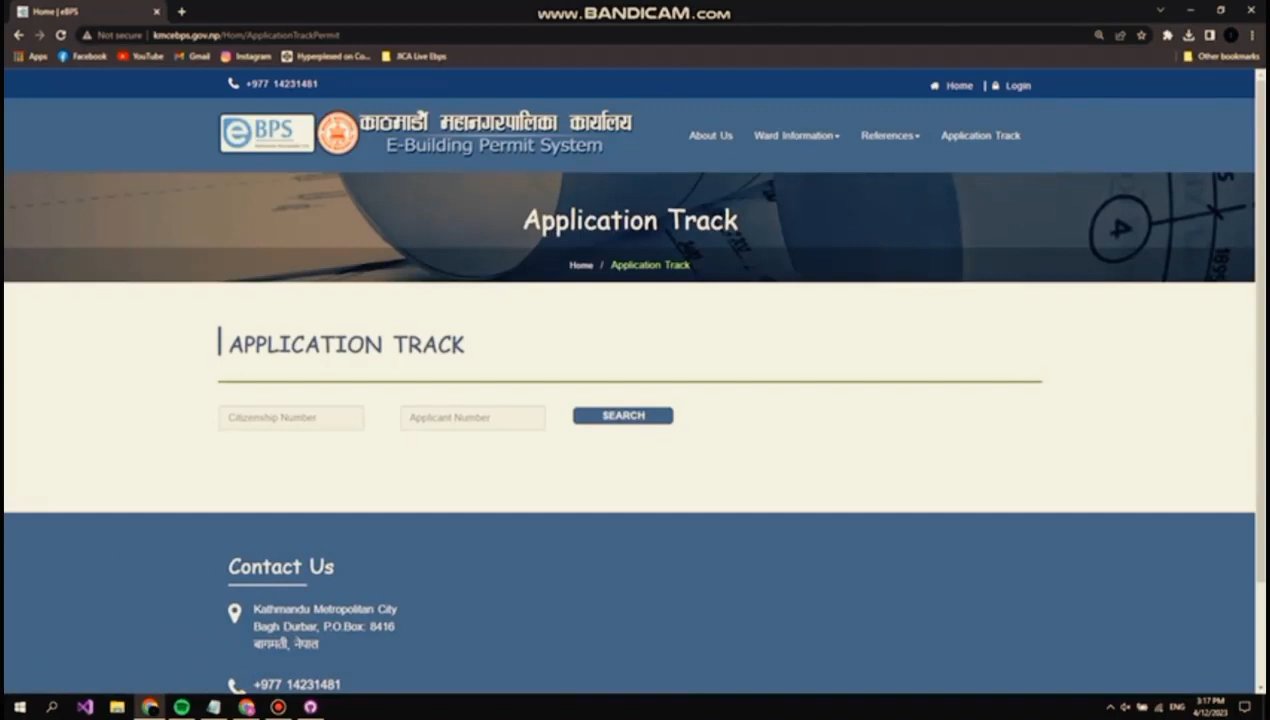 www.BANDICAM.com
Home | eBPS
Not secure | kmcebps.gov.np/Hom/ApplicationTrackPermit
Apps Facebook YouTube Gmail Instagram Hyperplexed on Co... JICA Live Ebps Other bookmarks
+977 14231481 Home | Login
eBPS काठमाडौं महानगरपालिका कार्यालय
E-Building Permit System
About Us Ward Information References Application Track
Application Track
Home / Application Track
APPLICATION TRACK
Citizenship Number Applicant Number SEARCH
Contact Us
Kathmandu Metropolitan City
Bagh Durbar, P.O.Box: 8416
बागमती, नेपाल
+977 14231481
ENG 3:17 PM
4/12/2023